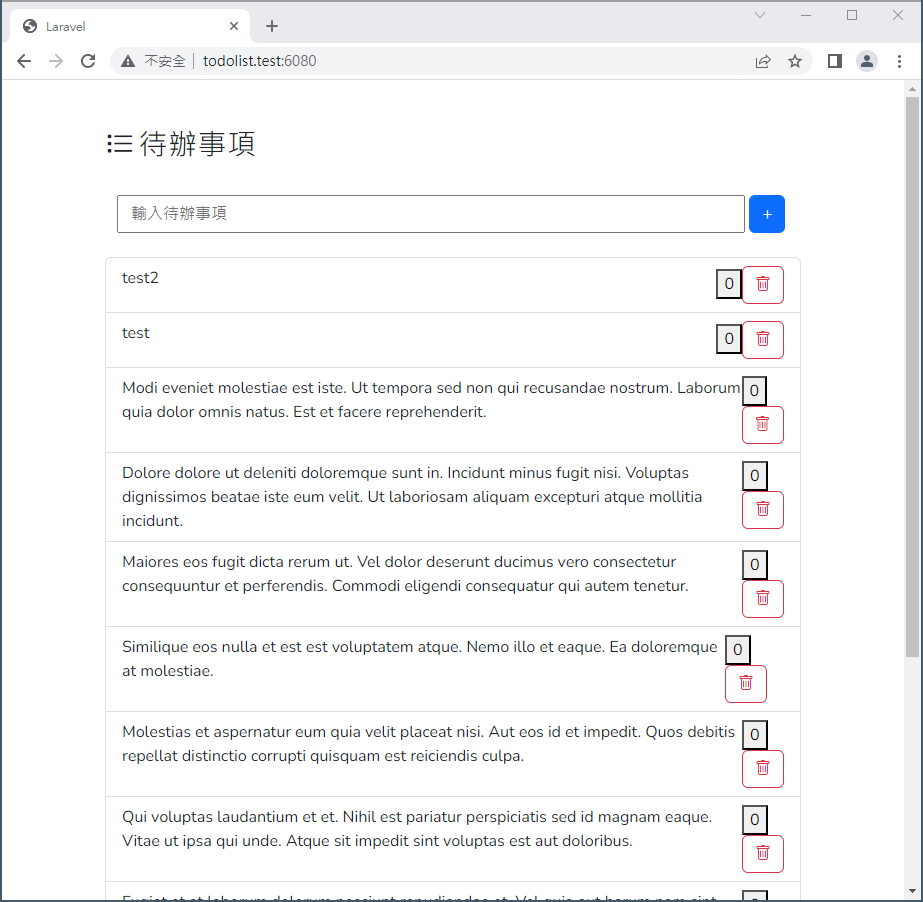 Laravel
不安全
todolist.test:6080
待辦事項
輸入待辦事項
+
test2
0
test
0
Modi eveniet molestiae est iste. Ut tempora sed non qui recusandae nostrum. Laborum
0
quia dolor omnis natus. Est et facere reprehenderit.
Dolore dolore ut deleniti doloremque sunt in. Incidunt minus fugit nisi. Voluptas
0
dignissimos beatae iste eum velit. Ut laboriosam aliquam excepturi atque mollitia
incidunt.
Maiores eos fugit dicta rerum ut. Vel dolor deserunt ducimus vero consectetur
0
consequuntur et perferendis. Commodi eligendi consequatur qui autem tenetur.
Similique eos nulla et est est voluptatem atque. Nemo illo et eaque. Ea doloremque
0
at molestiae.
Molestias et aspernatur eum quia velit placeat nisi. Aut eos id et impedit. Quos debitis
0
repellat distinctio corrupti quisquam est reiciendis culpa.
Qui voluptas laudantium et et. Nihil est pariatur perspiciatis sed id magnam eaque.
0
Vitae ut ipsa qui unde. Atque sit impedit sint voluptas est aut doloribus.